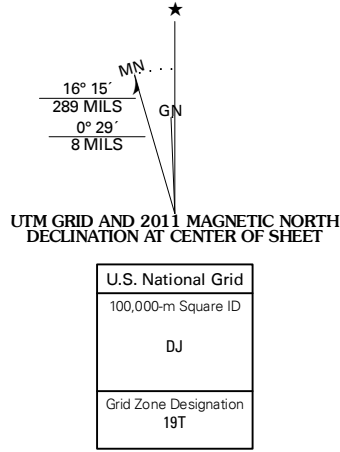 MN
GN
16° 15´
289 MILS
0° 29´
8 MILS
UTM GRID AND 2011 MAGNETIC NORTH
DECLINATION AT CENTER OF SHEET
U.S. National Grid
100,000-m Square ID
DJ
Grid Zone Designation
19T